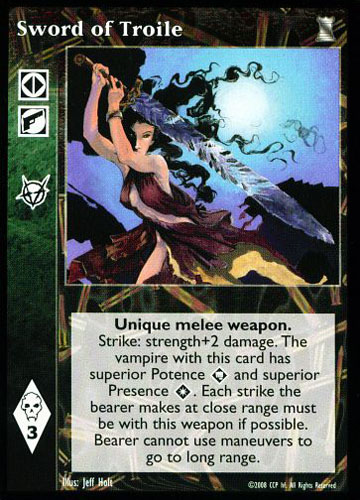 Sword of Troile
Unique melee weapon.
Strike: strength+2 damage. The
vampire with this card has
superior Potence and superior
Presence . Each strike the
bearer makes at close range must
be with this weapon if possible.
Bearer cannot use maneuvers to
go to long range.
3
Illus: Jeff Holt
©2008 CCP hf. All Rights Reserved